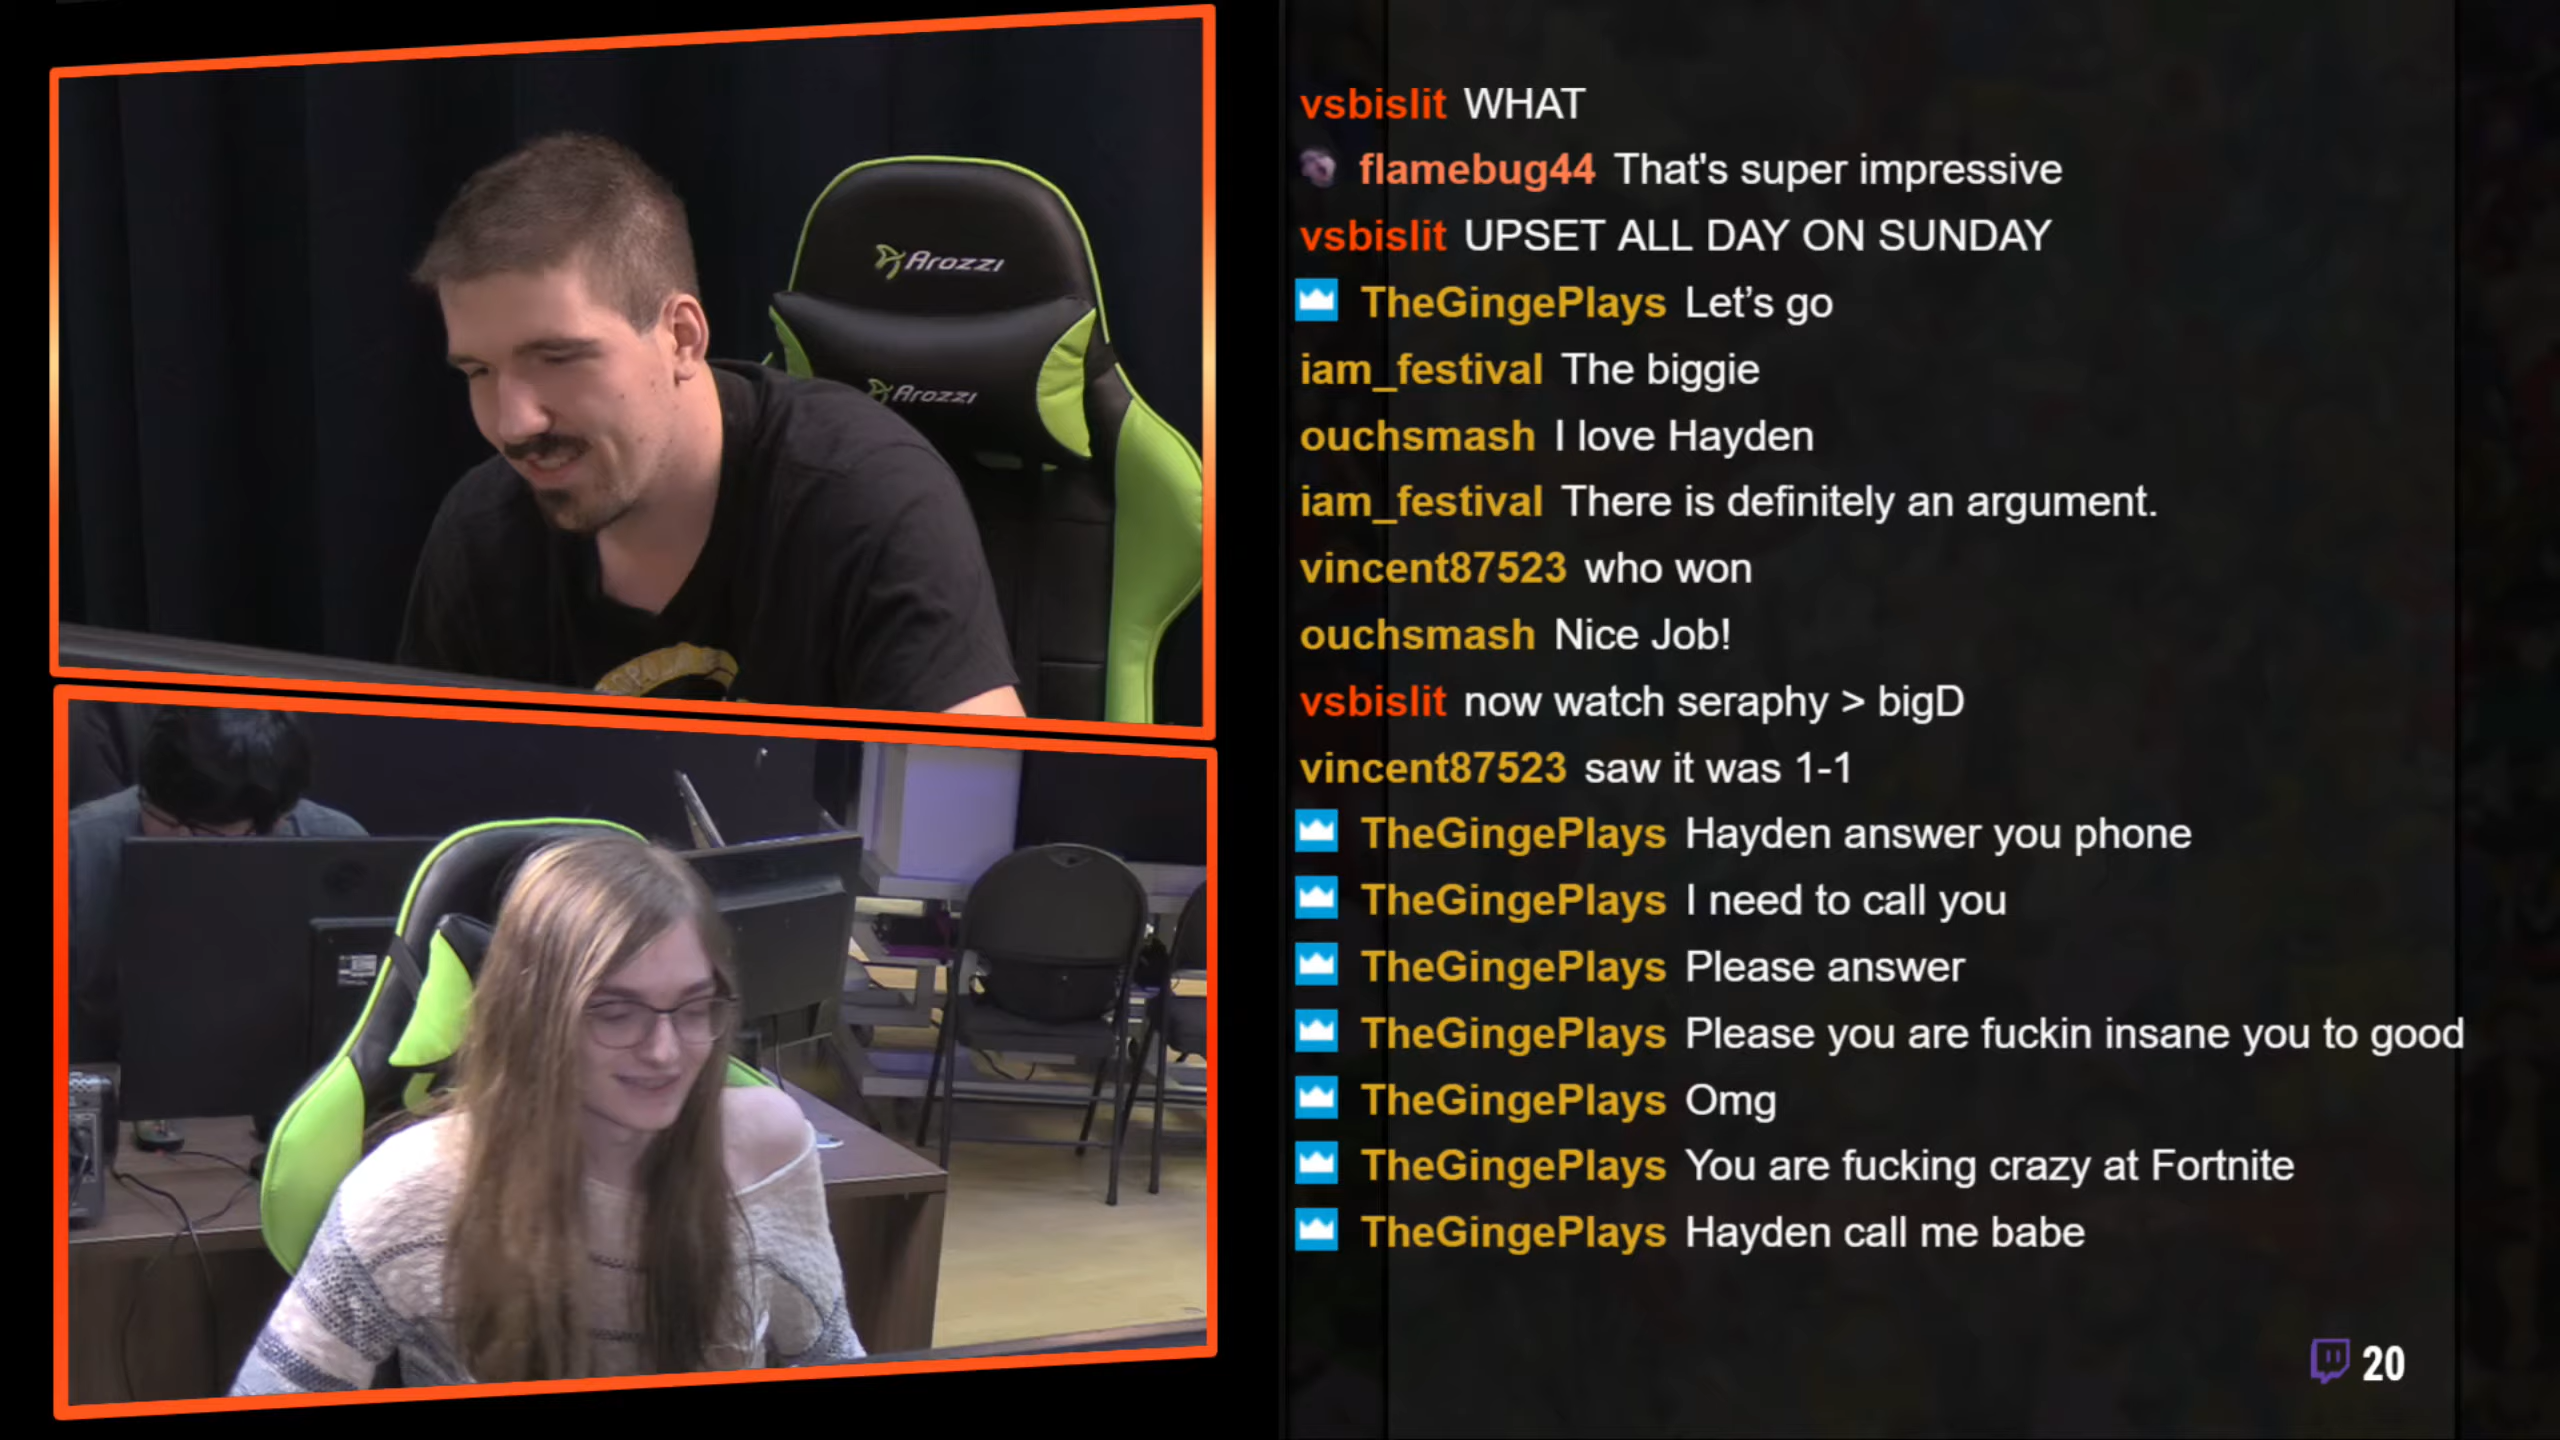 Arozzi
Arozzi
vsbislit WHAT
flamebug44 That's super impressive
vsbislit UPSET ALL DAY ON SUNDAY
TheGingePlays Let’s go
iam_festival The biggie
ouchsmash I love Hayden
iam_festival There is definitely an argument.
vincent87523 who won
ouchsmash Nice Job!
vsbislit now watch seraphy > bigD
vincent87523 saw it was 1-1
TheGingePlays Hayden answer you phone
TheGingePlays I need to call you
TheGingePlays Please answer
TheGingePlays Please you are fuckin insane you to good
TheGingePlays Omg
TheGingePlays You are fucking crazy at Fortnite
TheGingePlays Hayden call me babe
20